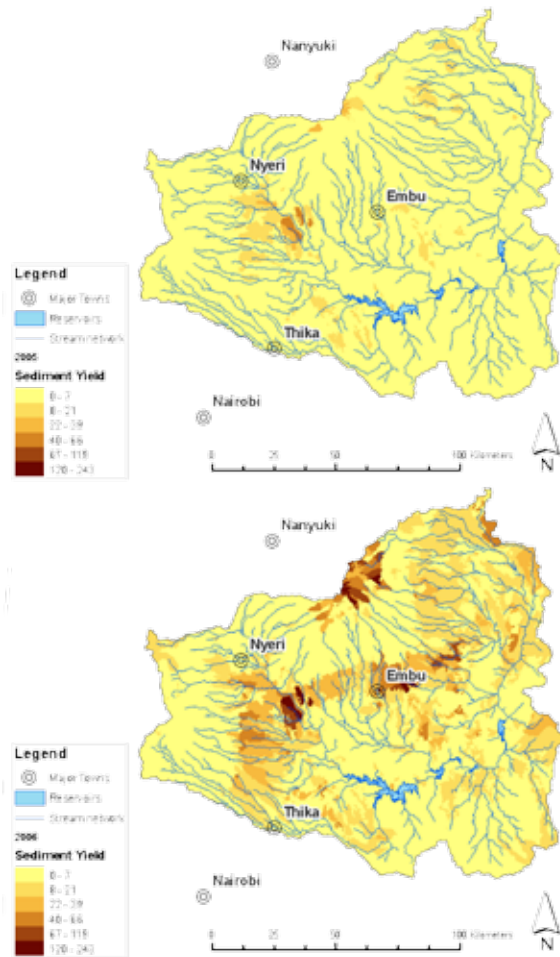 Nanyuki
Nyeri
Embu
Legend
Major Towns
Reservoirs
Stream network
Thika
2005
Sediment Yield
0 - 7
8 - 21
22 - 39
40 - 66
67 - 119
120 - 243
Nairobi
0 25 50 100 Kilometers
N
Nanyuki
Nyeri
Embu
Legend
Major Towns
Reservoirs
Stream network
Thika
2006
Sediment Yield
0 - 7
8 - 21
22 - 39
40 - 66
67 - 119
120 - 243
Nairobi
0 25 50 100 Kilometers
N